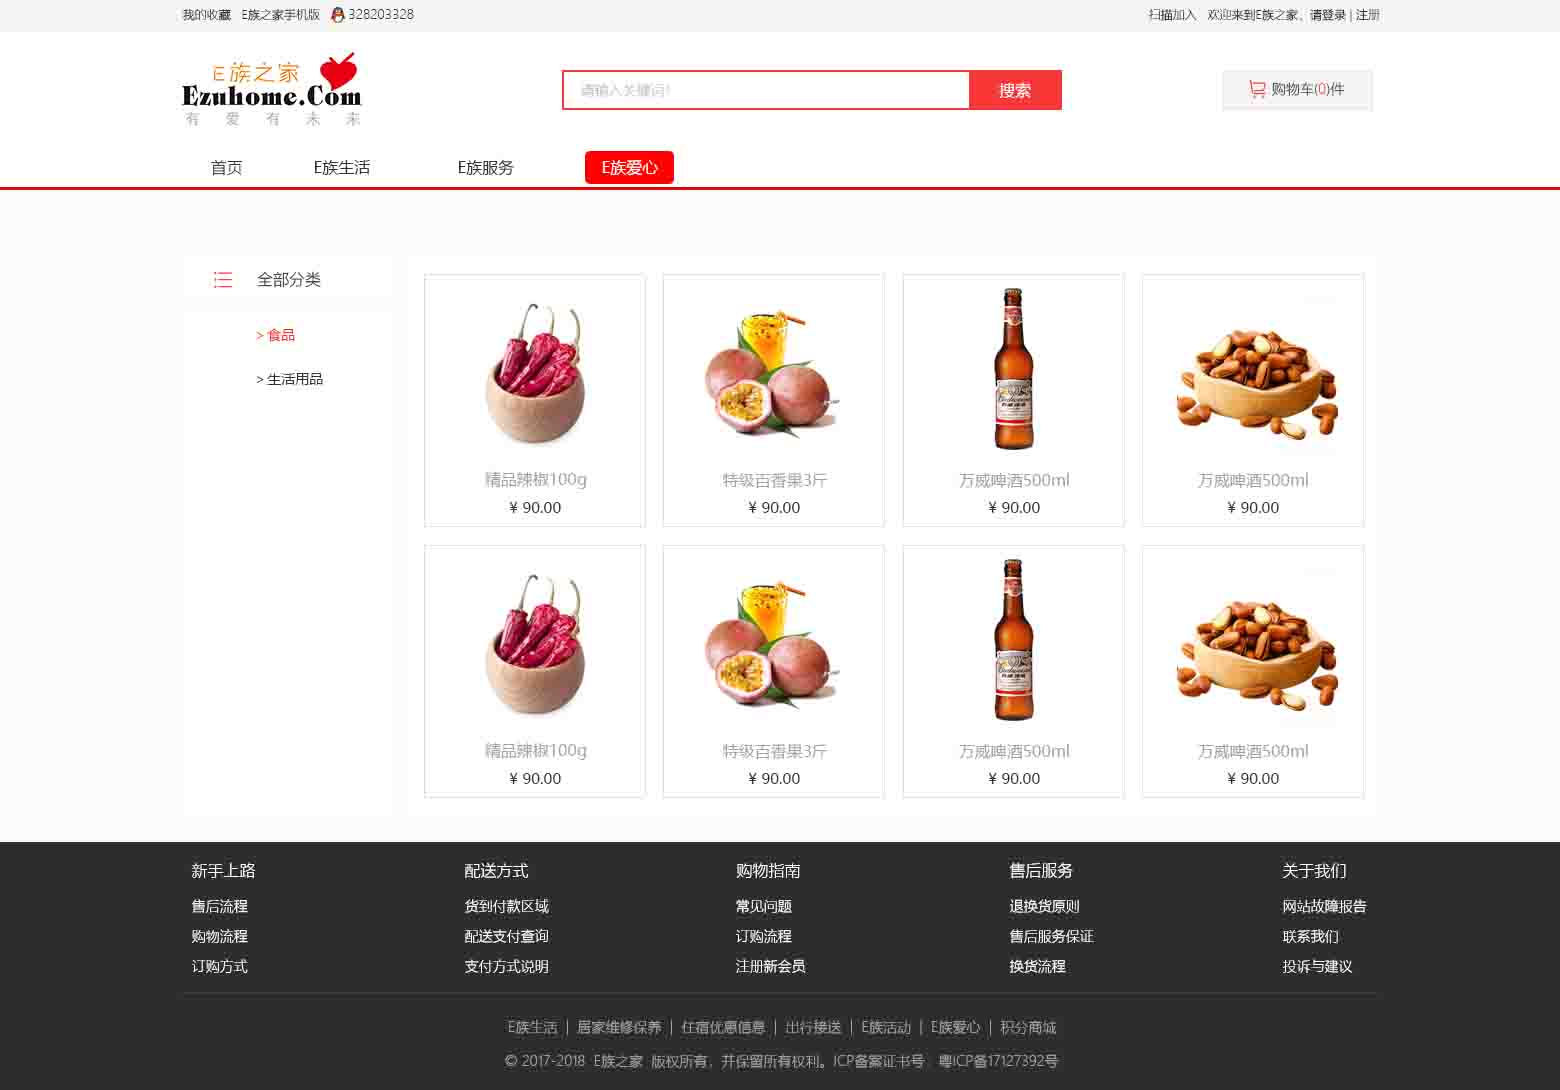 我的收藏 E族之家手机版 328203328 扫描加入 欢迎来到E族之家，请登录 | 注册
E族之家
Ezuhome.Com
有爱有未来
请输入关键词！ 搜索 购物车(0)件
首页 E族生活 E族服务 E族爱心
全部分类
> 食品
> 生活用品
精品辣椒100g 特级百香果3斤 万威啤酒500ml 万威啤酒500ml
¥ 90.00 ¥ 90.00 ¥ 90.00 ¥ 90.00
精品辣椒100g 特级百香果3斤 万威啤酒500ml 万威啤酒500ml
¥ 90.00 ¥ 90.00 ¥ 90.00 ¥ 90.00
新手上路 配送方式 购物指南 售后服务 关于我们
售后流程 货到付款区域 常见问题 退换货原则 网站故障报告
购物流程 配送支付查询 订购流程 售后服务保证 联系我们
订购方式 支付方式说明 注册新会员 换货流程 投诉与建议
E族生活 | 居家维修保养 | 住宿优惠信息 | 出行接送 | E族活动 | E族爱心 | 积分商城
© 2017-2018 E族之家 版权所有，并保留所有权利。ICP备案证书号：粤ICP备17127392号